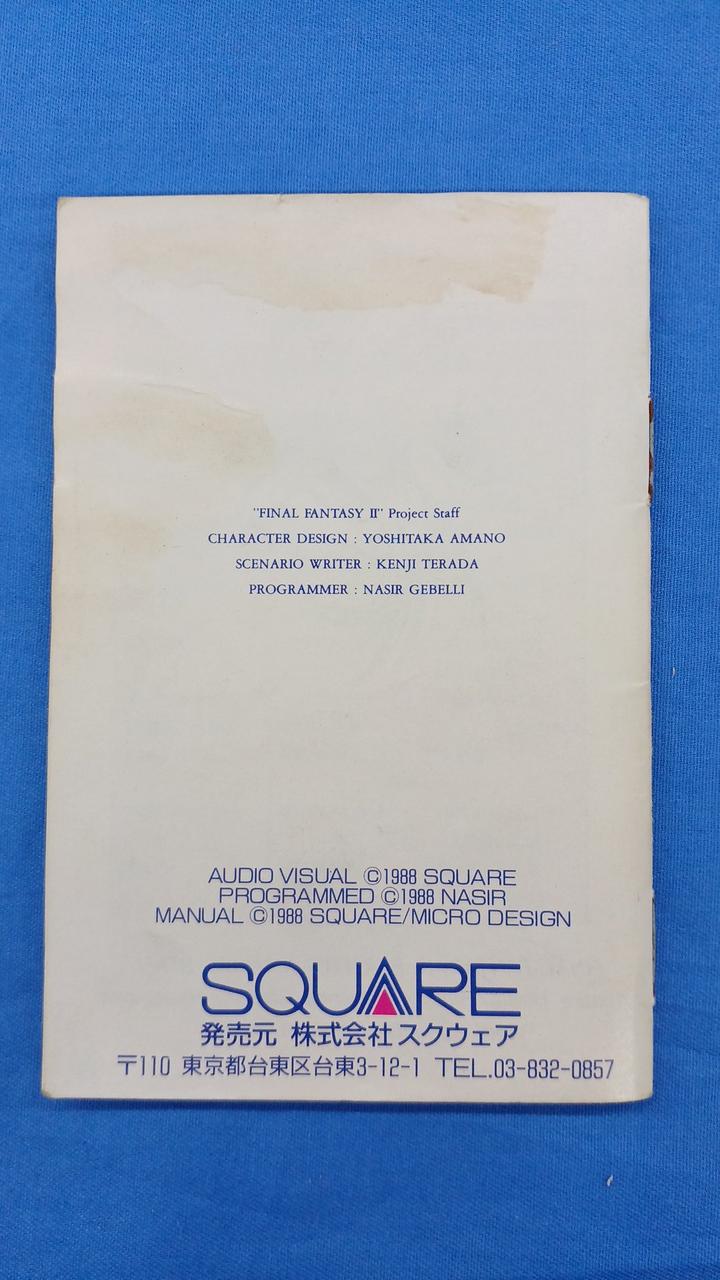 "FINAL FANTASY II" Project Staff
CHARACTER DESIGN : YOSHITAKA AMANO
SCENARIO WRITER : KENJI TERADA
PROGRAMMER : NASIR GEBELLI
AUDIO VISUAL ©1988 SQUARE
PROGRAMMED ©1988 NASIR
MANUAL ©1988 SQUARE/MICRO DESIGN
SQUARE
発売元 株式会社スクウェア
〒110 東京都台東区台東3-12-1 TEL.03-832-0857